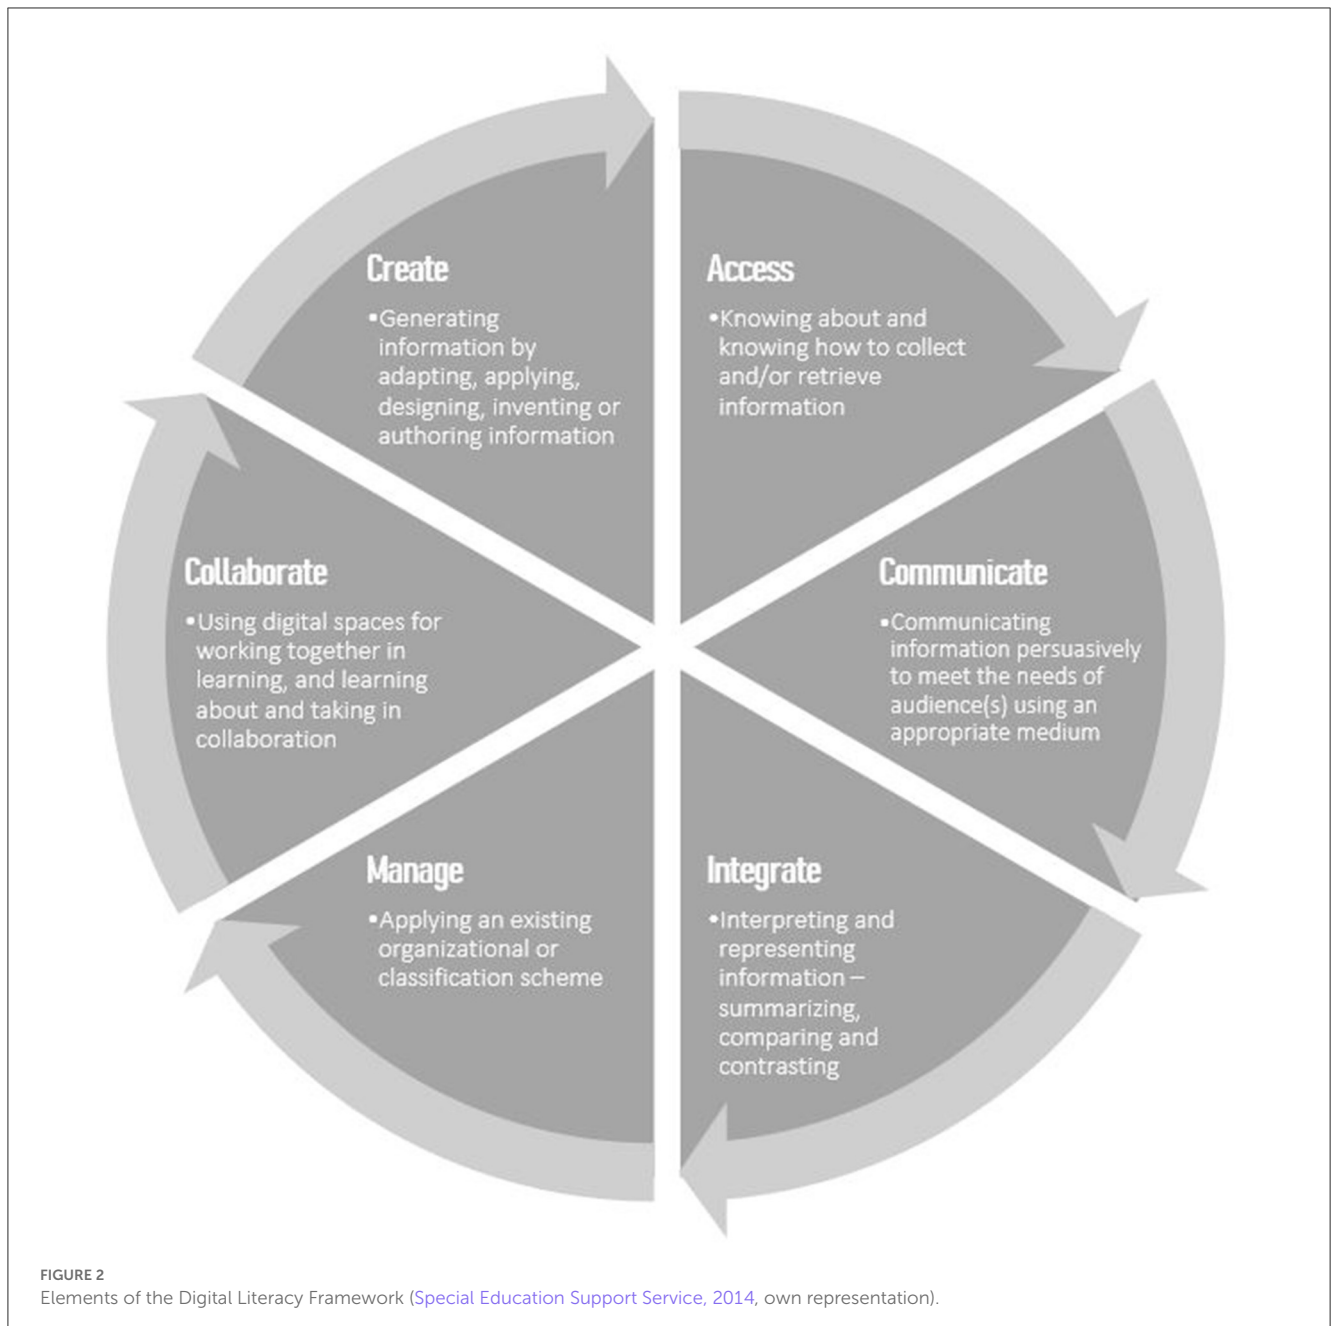 Create
•Generating
information by
adapting, applying,
designing, inventing or
authoring information
Access
•Knowing about and
knowing how to collect
and/or retrieve
information
Communicate
•Communicating
information persuasively
to meet the needs of
audience(s) using an
appropriate medium
Integrate
•Interpreting and
representing
information –
summarizing,
comparing and
contrasting
Manage
•Applying an existing
organizational or
classification scheme
Collaborate
•Using digital spaces for
working together in
learning, and learning
about and taking in
collaboration
FIGURE 2
Elements of the Digital Literacy Framework (Special Education Support Service, 2014, own representation).